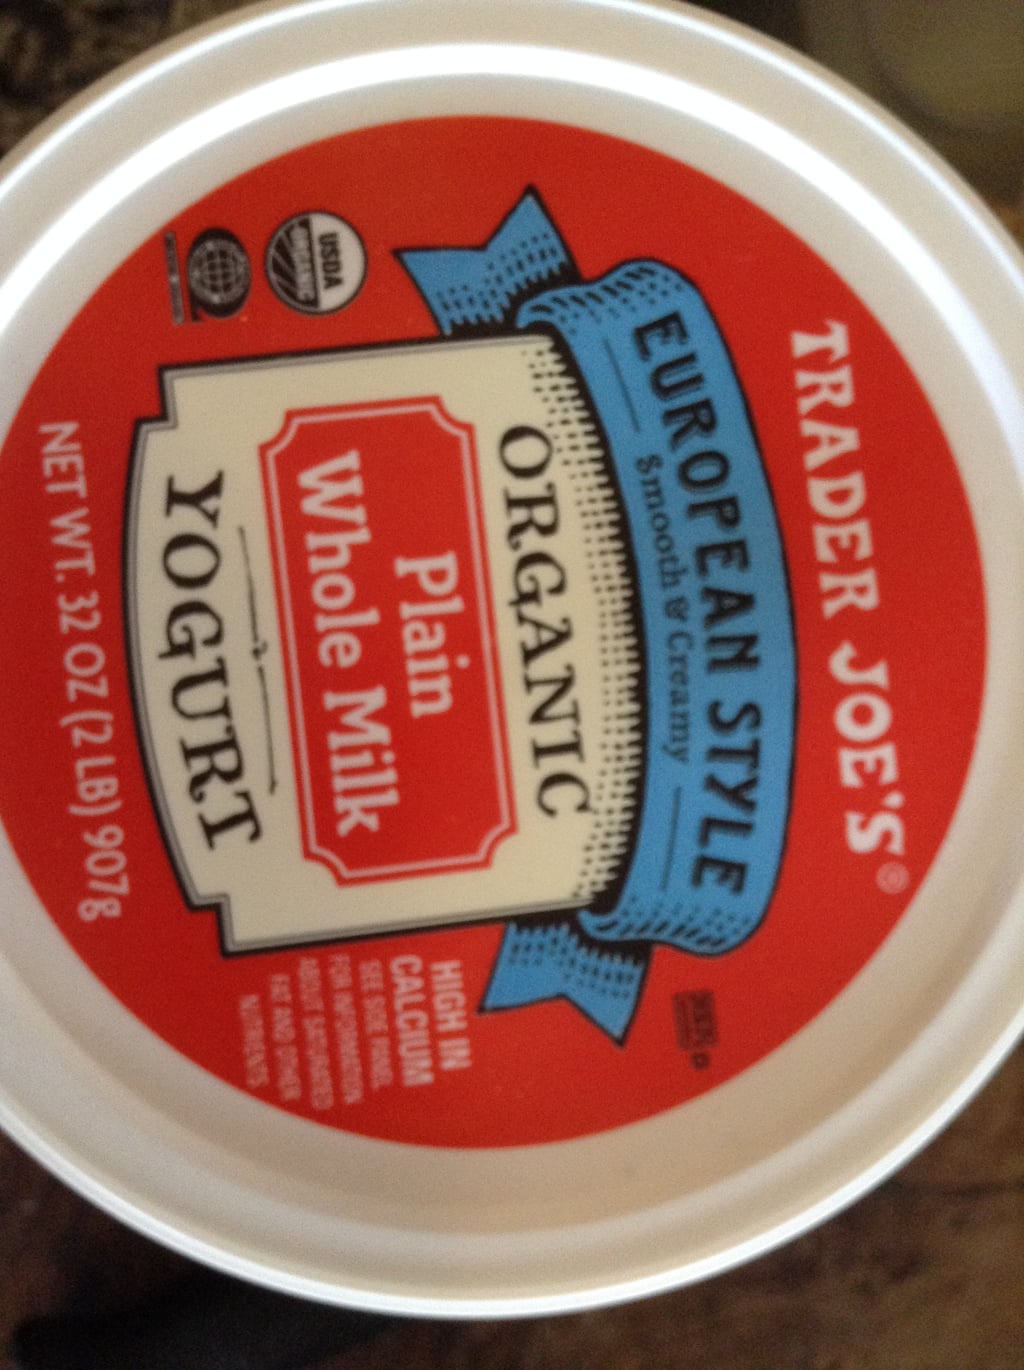 TRADER JOE'S®
EUROPEAN STYLE
Smooth & Creamy
ORGANIC
Plain
Whole Milk
YOGURT
USDA
ORGANIC
HIGH IN
CALCIUM
SEE SIDE PANEL
FOR INFORMATION
ABOUT SATURATED
FAT AND OTHER
NUTRIENTS
NET WT. 32 OZ (2 LB) 907g